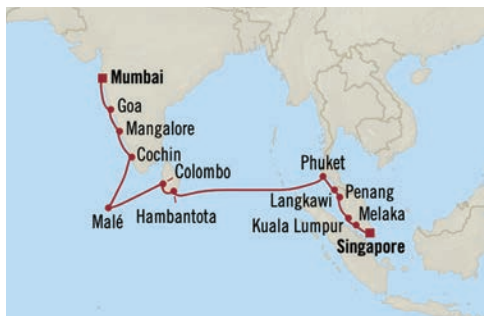 Mumbai
Goa
Mangalore
Cochin
Colombo
Malé
Hambantota
Phuket
Langkawi
Penang
Kuala Lumpur
Melaka
Singapore